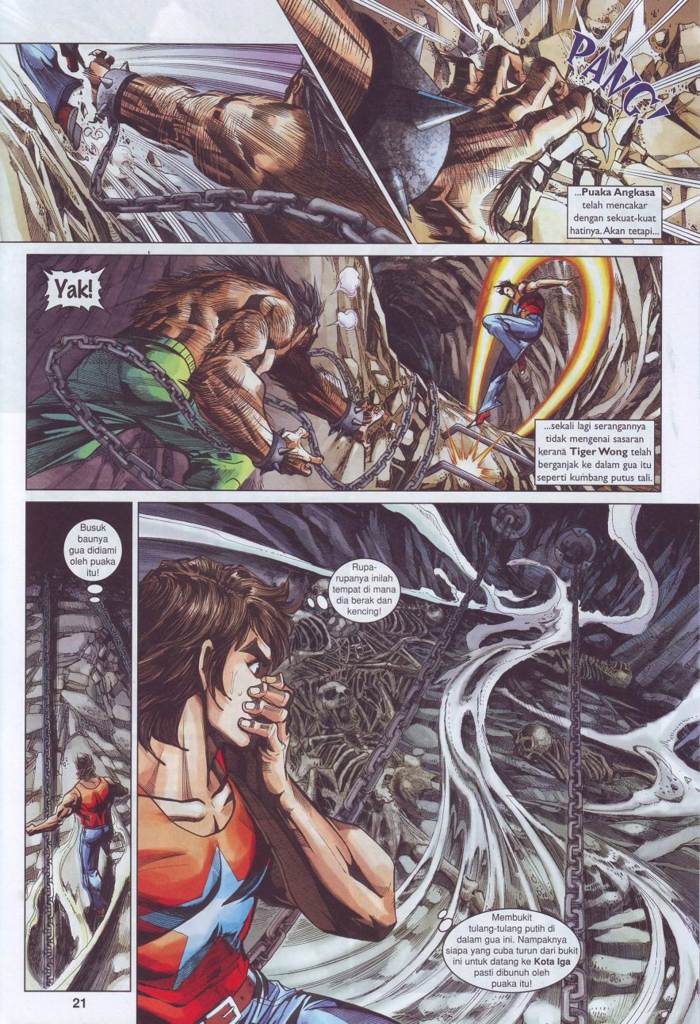 PANG!
...Puaka Angkasa
telah mencakar
dengan sekuat-kuat
hatinya. Akan tetapi...
Yak!
...sekali lagi serangannya
tidak mengenai sasaran
kerana Tiger Wong telah
berganjak ke dalam gua itu
seperti kumbang putus tali.
Busuk
baunya
gua didiami
oleh puaka
itu!
Rupa-
rupanya inilah
tempat di mana
dia berak dan
kencing!
Membukit
tulang-tulang putih di
dalam gua ini. Nampaknya
siapa yang cuba turun dari bukit
ini untuk datang ke Kota Iga
pasti dibunuh oleh
puaka itu!
21